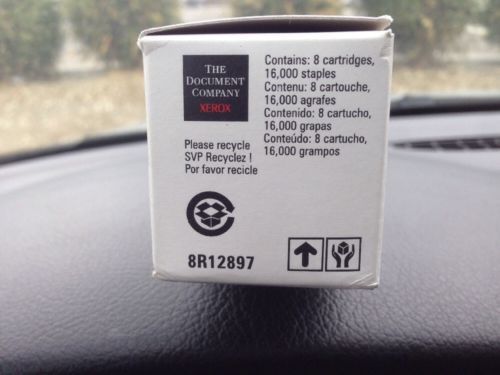 THE
DOCUMENT
COMPANY
XEROX
Contains: 8 cartridges,
16,000 staples
Contenu: 8 cartouche,
16,000 agrafes
Contenido: 8 cartucho,
16,000 grapas
Conteúdo: 8 cartucho,
16,000 grampos
Please recycle
SVP Recyclez !
Por favor recicle
8R12897